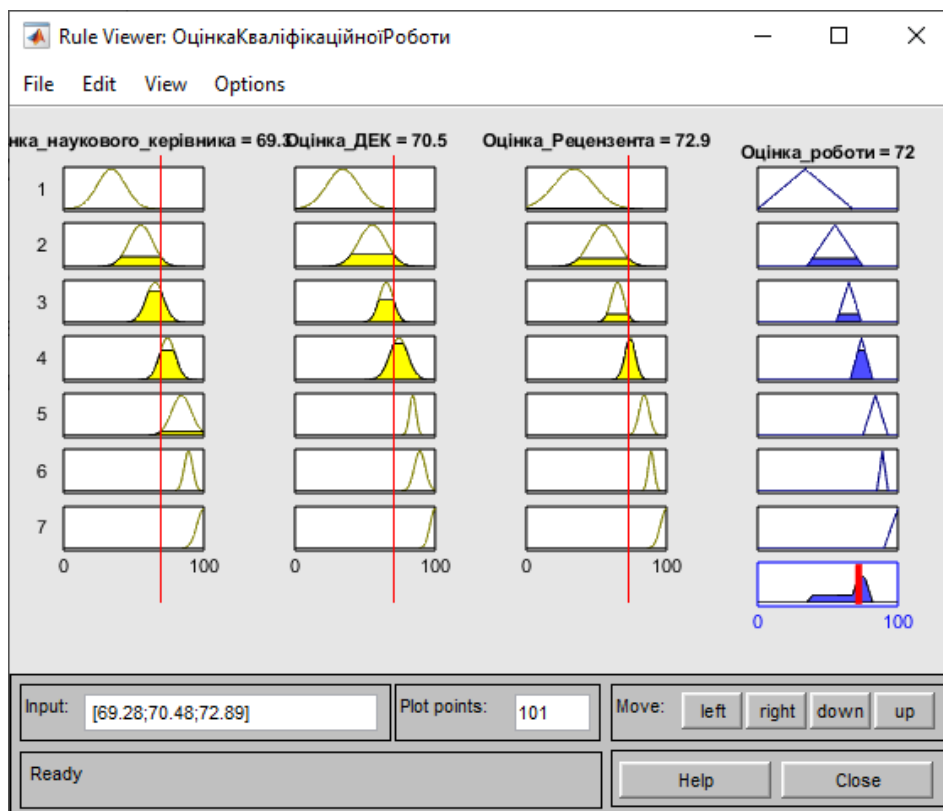 Rule Viewer: ОцінкаКваліфікаційноїРоботи
File Edit View Options
нка_наукового_керівника = 69.3 Оцінка_ДЕК = 70.5 Оцінка_Рецензента = 72.9 Оцінка_роботи = 72
1
2
3
4
5
6
7
0 100 0 100 0 100
0 100
Input: [69.28;70.48;72.89] Plot points: 101 Move: left right down up
Ready Help Close